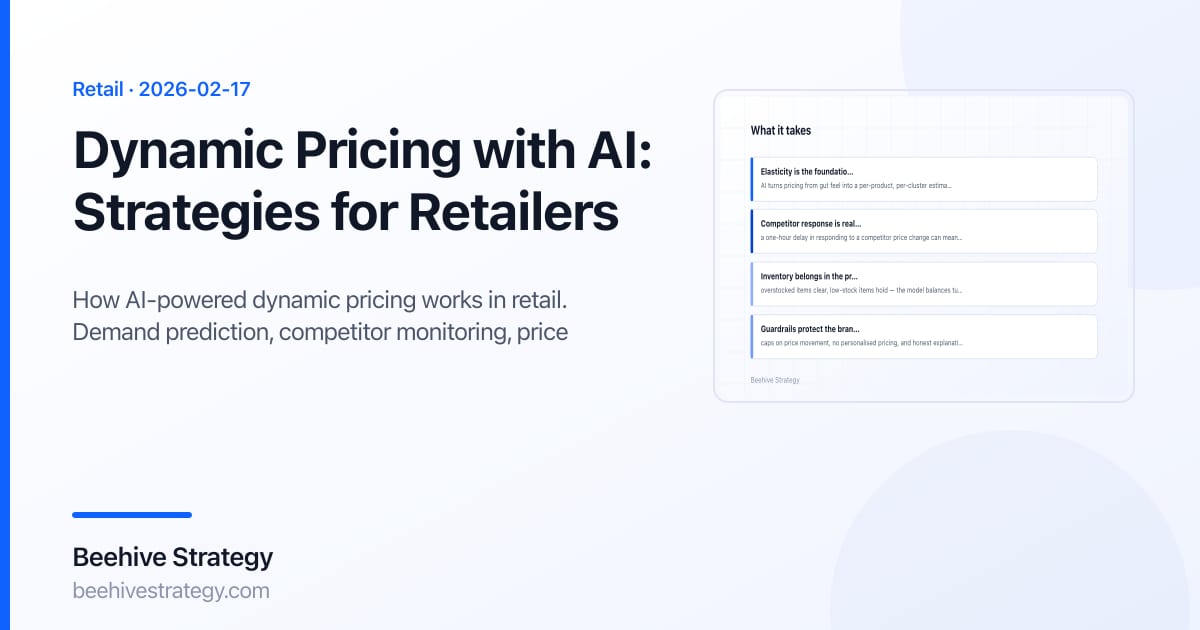 Retail · 2026-02-17
Dynamic Pricing with AI:
Strategies for Retailers
How AI-powered dynamic pricing works in retail.
Demand prediction, competitor monitoring, price
Beehive Strategy
beehivestrategy.com
What it takes
Elasticity is the foundatio...
AI turns pricing from gut feel into a per-product, per-cluster estima...
Competitor response is real...
a one-hour delay in responding to a competitor price change can mean...
Inventory belongs in the pr...
overstocked items clear, low-stock items hold — the model balances tu...
Guardrails protect the bran...
caps on price movement, no personalised pricing, and honest explanati...
Beehive Strategy